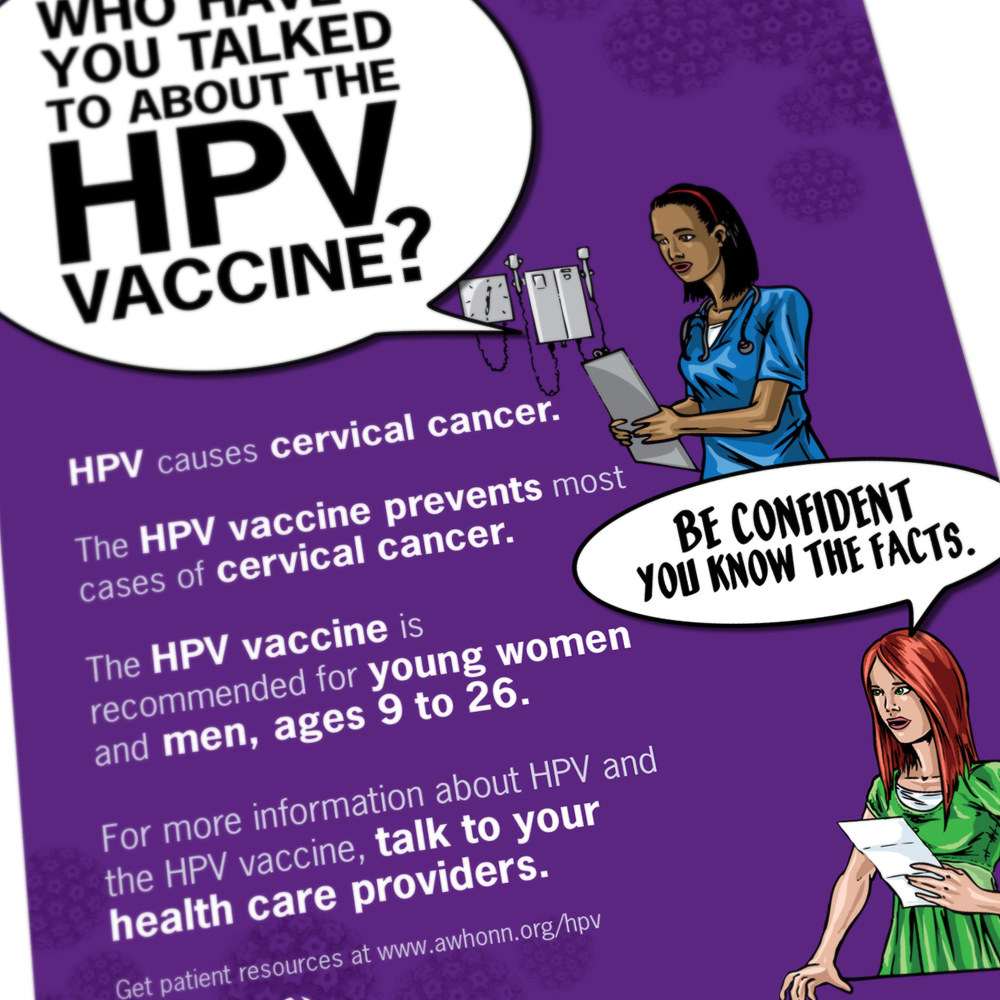 WHO HAVE
YOU TALKED
TO ABOUT THE
HPV
VACCINE?
HPV causes cervical cancer.
The HPV vaccine prevents most
cases of cervical cancer.
BE CONFIDENT
YOU KNOW THE FACTS.
The HPV vaccine is
recommended for young women
and men, ages 9 to 26.
For more information about HPV and
the HPV vaccine, talk to your
health care providers.
Get patient resources at www.awhonn.org/hpv